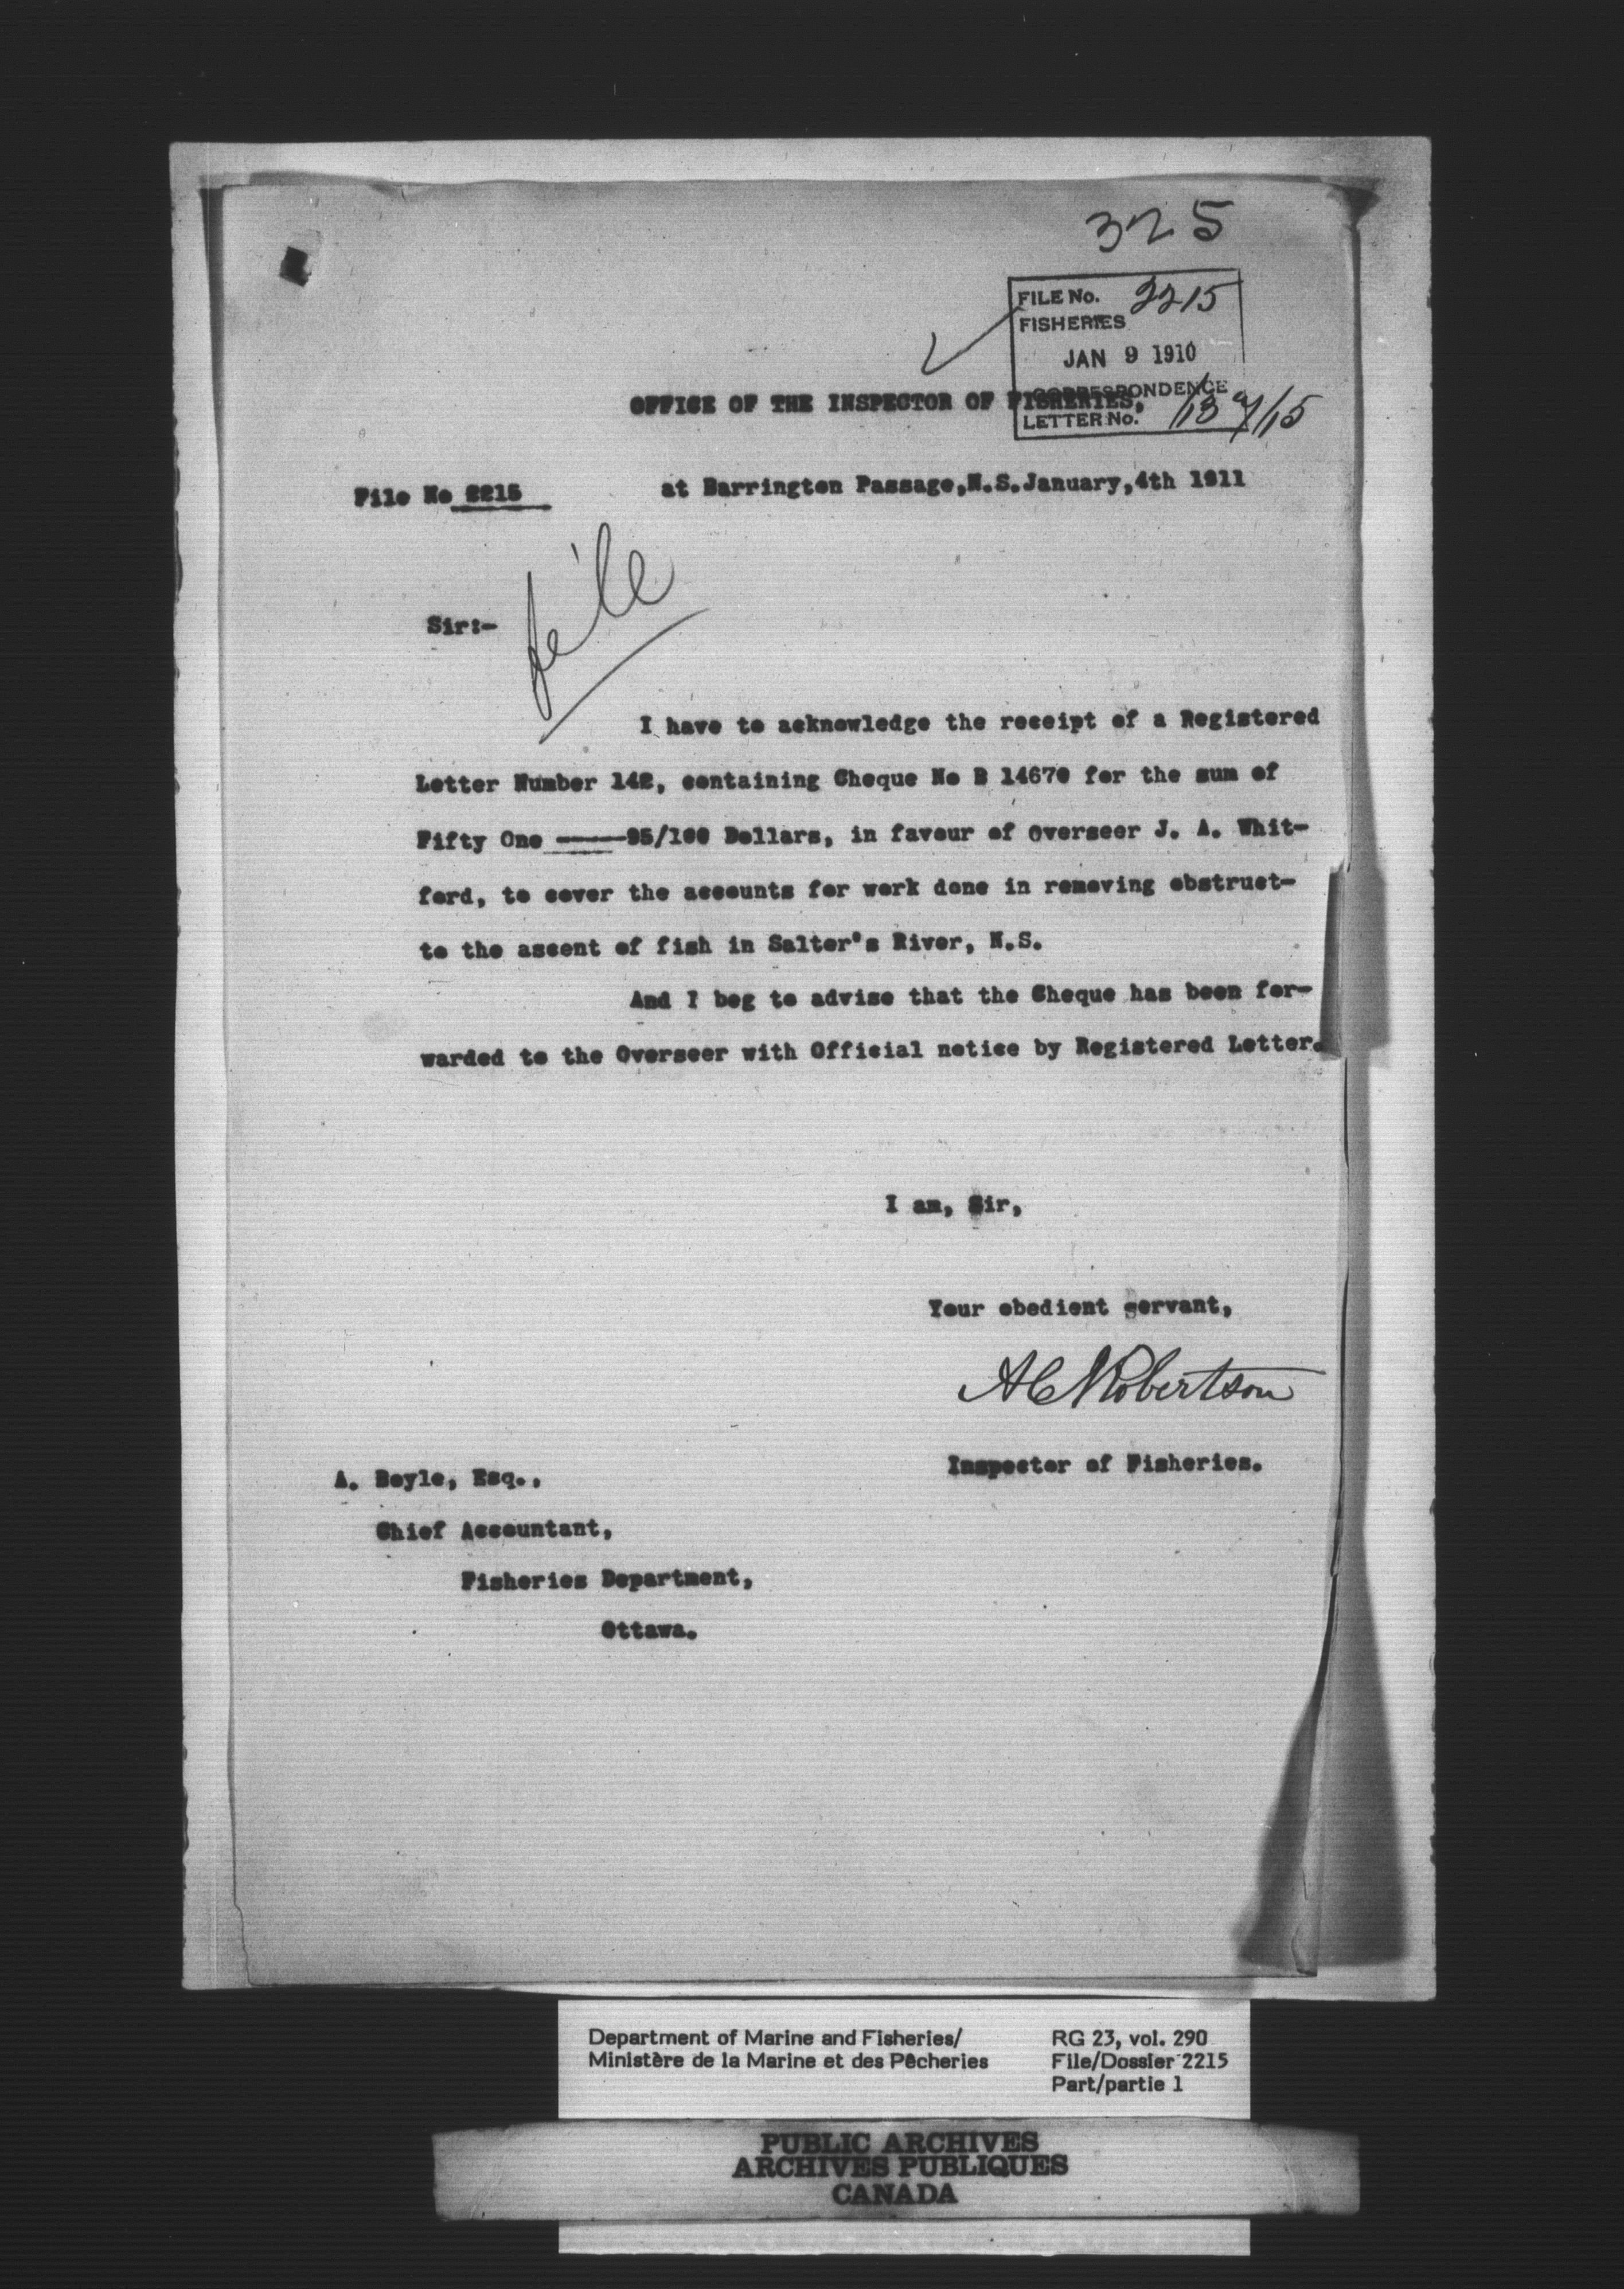 325
FILE No. 2215
FISHERIES
JAN 9 1910
CORRESPONDENCE
LETTER No.
OFFICE OF THE INSPECTOR OF FISHERIES,
File No 2215
at Barrington Passage,N.S.January,4th 1911
file
Sir:-
I have to acknowledge the receipt of a Registered
Letter Number 142, containing Cheque No B 14670 for the sum of
Fifty One ----95/100 Dollars, in favour of Overseer J. A. Whit-
ford, to cover the accounts for work done in removing obstruct-
to the ascent of fish in Salter's River, N.S.
And I beg to advise that the Cheque has been for-
warded to the Overseer with Official notice by Registered Letter.
I am, Sir,
Your obedient servant,
A C Robertson
Inspector of Fisheries.
A. Boyle, Esq.,
Chief Accountant,
Fisheries Department,
Ottawa.
Department of Marine and Fisheries/
Ministère de la Marine et des Pêcheries
RG 23, vol. 290
File/Dossier 2215
Part/partie 1
PUBLIC ARCHIVES
ARCHIVES PUBLIQUES
CANADA